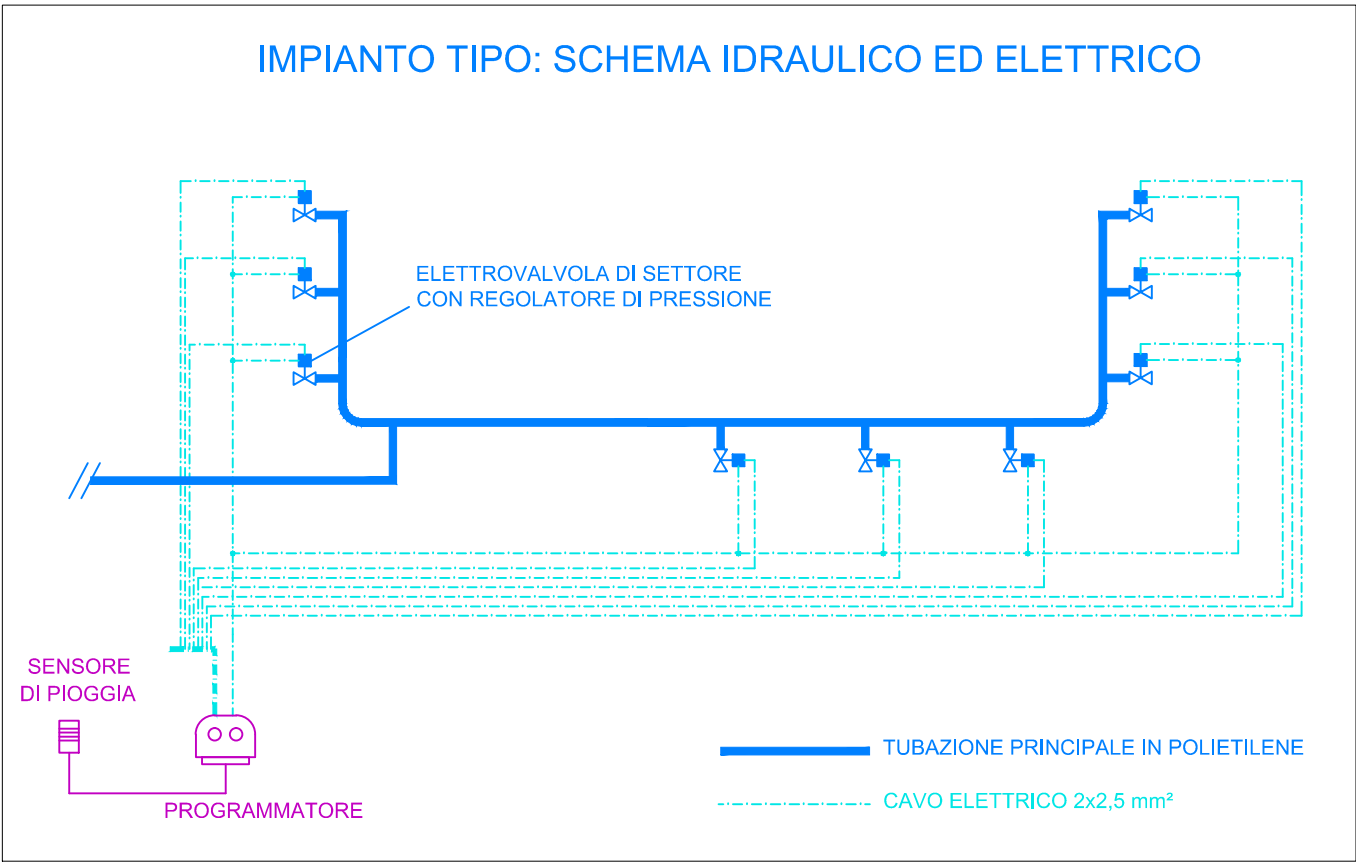 IMPIANTO TIPO: SCHEMA IDRAULICO ED ELETTRICO
ELETTROVALVOLA DI SETTORE
CON REGOLATORE DI PRESSIONE
SENSORE
DI PIOGGIA
PROGRAMMATORE
TUBAZIONE PRINCIPALE IN POLIETILENE
CAVO ELETTRICO 2x2,5 mm²